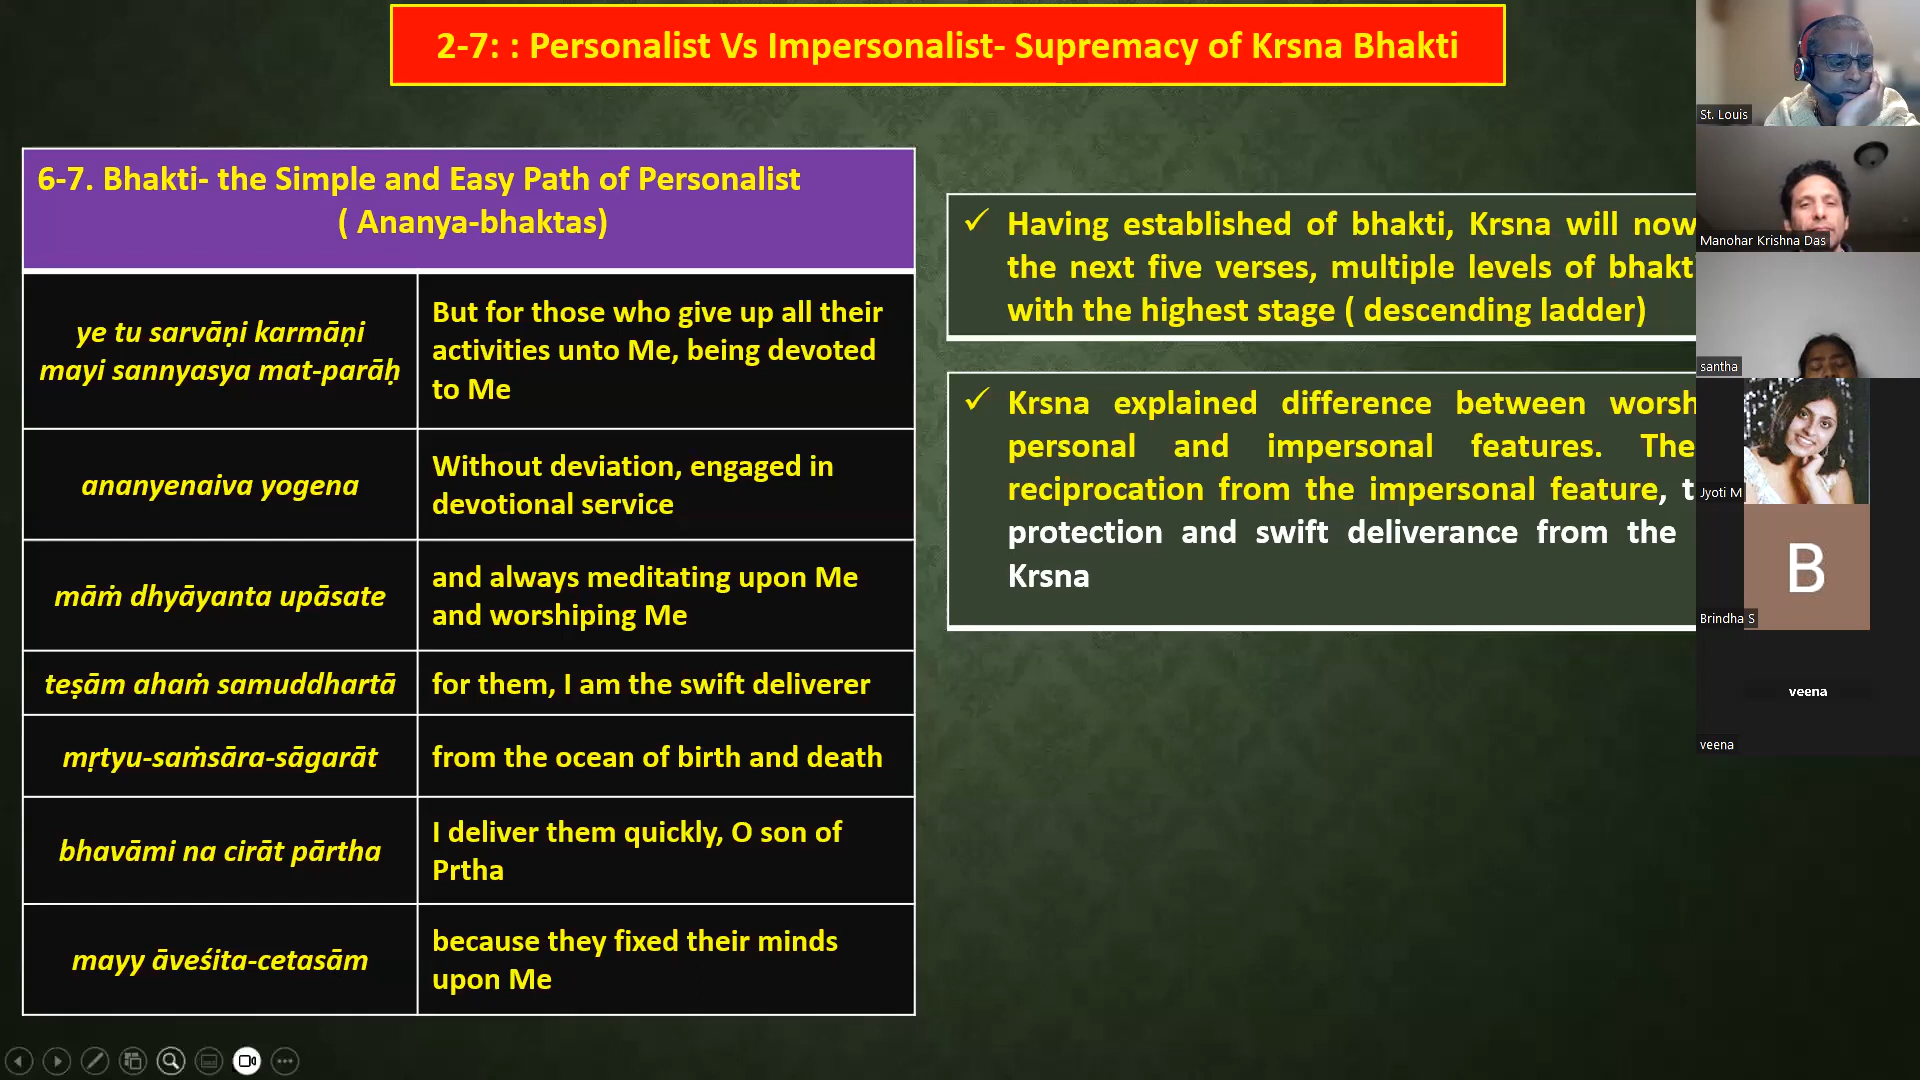 2-7: : Personalist Vs Impersonalist- Supremacy of Krsna Bhakti
6-7. Bhakti- the Simple and Easy Path of Personalist
( Ananya-bhaktas)
ye tu sarvāṇi karmāṇi
mayi sannyasya mat-parāḥ
But for those who give up all their
activities unto Me, being devoted
to Me
ananyenaiva yogena
Without deviation, engaged in
devotional service
māṁ dhyāyanta upāsate
and always meditating upon Me
and worshiping Me
teṣām ahaṁ samuddhartā
for them, I am the swift deliverer
mṛtyu-saṁsāra-sāgarāt
from the ocean of birth and death
bhavāmi na cirāt pārtha
I deliver them quickly, O son of
Prtha
mayy āveśita-cetasām
because they fixed their minds
upon Me
✓ Having established of bhakti, Krsna will now
the next five verses, multiple levels of bhakti
with the highest stage ( descending ladder)
✓ Krsna explained difference between
personal and impersonal features.
reciprocation from the impersonal feature,
protection and swift deliverance from the
Krsna
St. Louis
Manohar Krishna Das
santha
Jyoti M
B
Brindha S
veena
veena